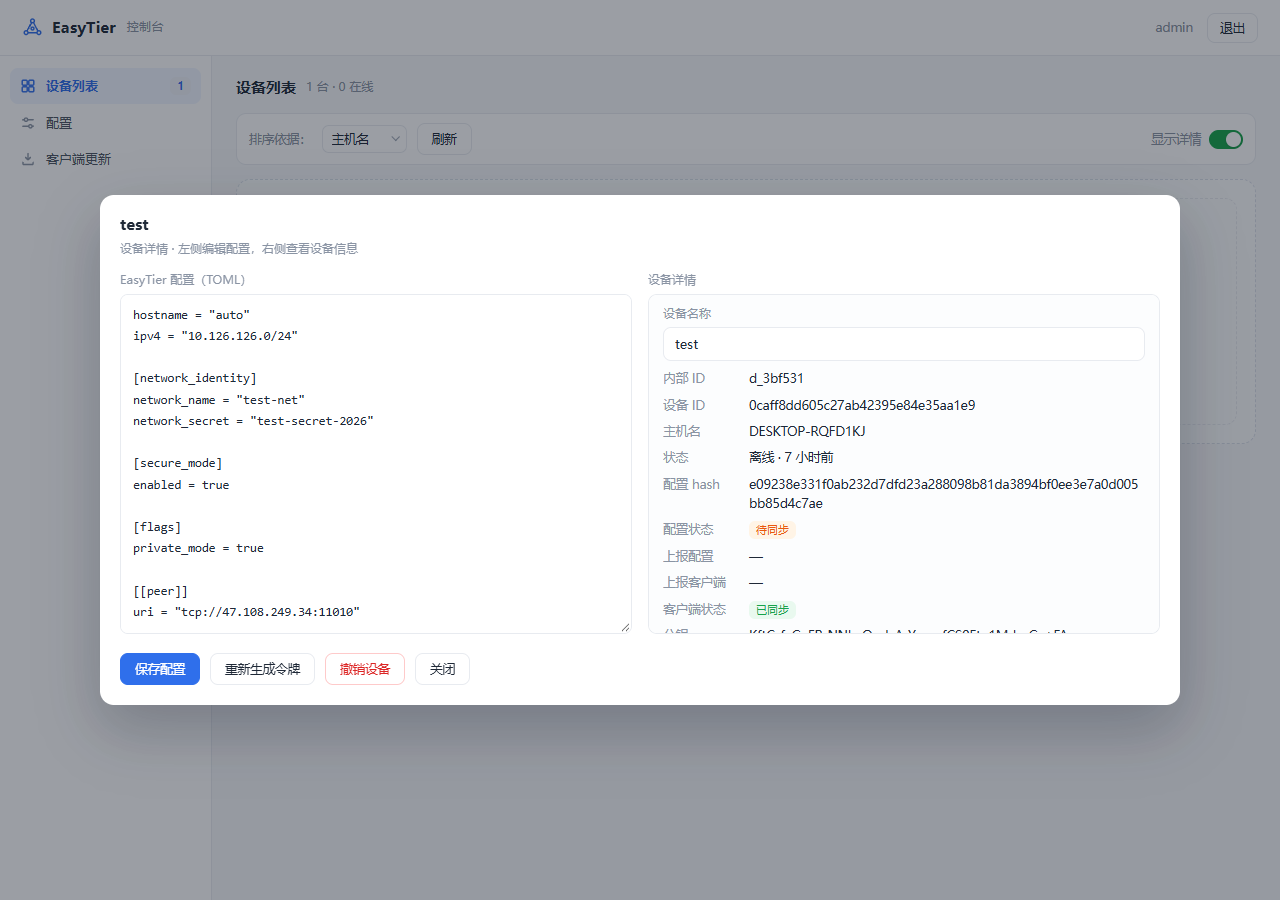 EasyTier 控制台
admin 退出
设备列表 1
配置
客户端更新
设备列表 1 台 · 0 在线
排序依据: 主机名 刷新 显示详情
test
设备详情 · 左侧编辑配置，右侧查看设备信息
EasyTier 配置（TOML）
hostname = "auto"
ipv4 = "10.126.126.0/24"
[network_identity]
network_name = "test-net"
network_secret = "test-secret-2026"
[secure_mode]
enabled = true
[flags]
private_mode = true
[[peer]]
uri = "tcp://47.108.249.34:11010"
设备详情
设备名称
test
内部 ID d_3bf531
设备 ID 0caff8dd605c27ab42395e84e35aa1e9
主机名 DESKTOP-RQFD1KJ
状态 离线 · 7 小时前
配置 hash e09238e331f0ab232d7dfd23a288098b81da3894bf0ee3e7a0d005
bb85d4c7ae
配置状态 待同步
上报配置 —
上报客户端 —
客户端状态 已同步
保存配置 重新生成令牌 撤销设备 关闭